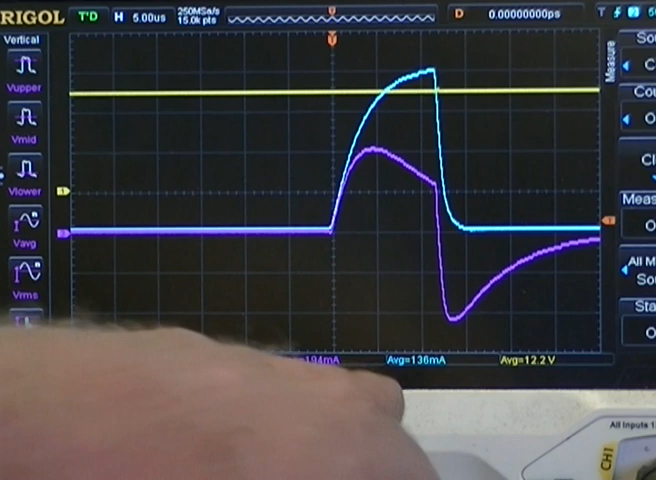 RIGOL T'D H 5.00us 250MSa/s 15.0k pts D 0.00000000ps T
Vertical
Vupper
Vmid
Vlower
Vavg
Vrms
Measure
194mA Avg=136mA Avg=12.2 V
All M
All Inputs 1
CH1